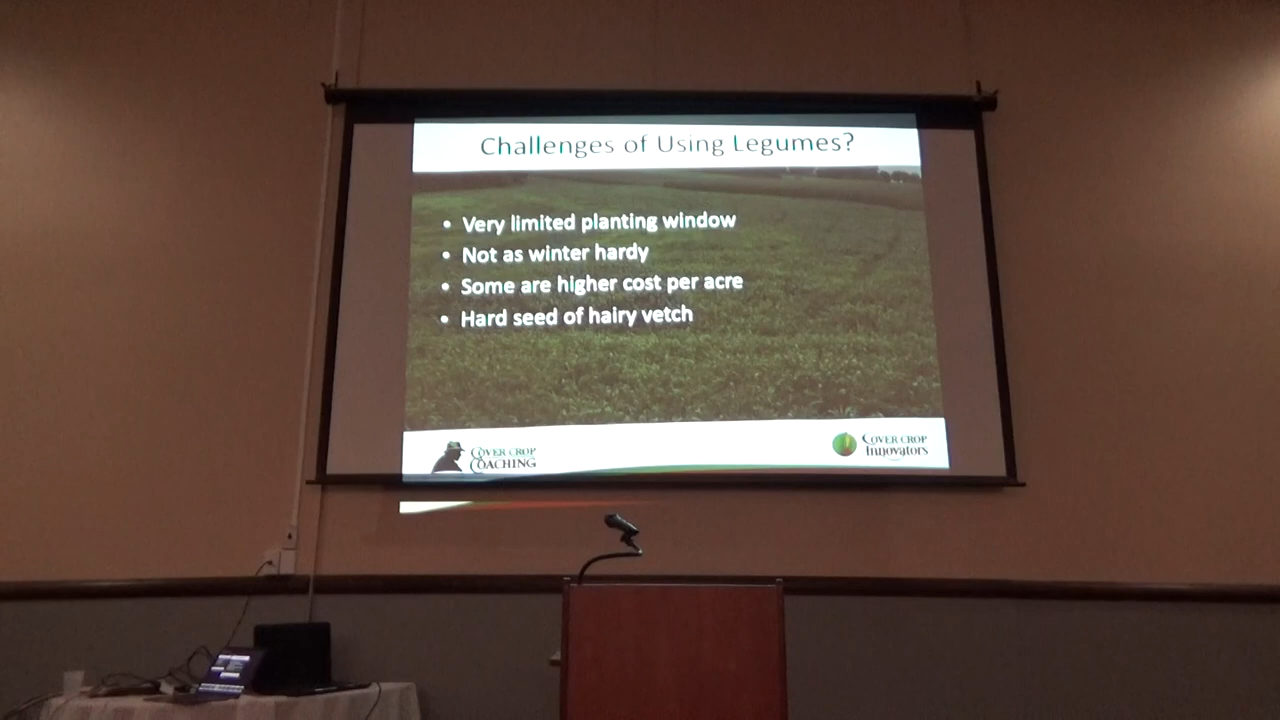 Challenges of Using Legumes?
• Very limited planting window
• Not as winter hardy
• Some are higher cost per acre
• Hard seed of hairy vetch
COVER CROP
COACHING
COVER CROP
Innovators